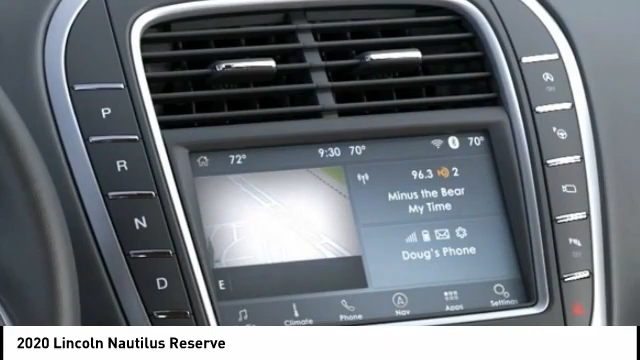 P
R
N
D
72°
9:30
70°
70°
96.3 HD 2
Minus the Bear
My Time
Doug's Phone
E
Climate
Phone
Nav
Apps
Settings
2020 Lincoln Nautilus Reserve